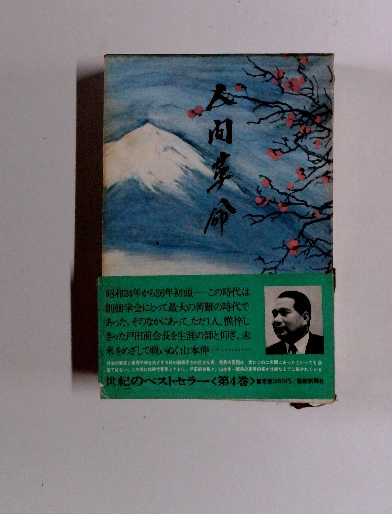 人間革命
昭和24年から26年初頭――この時代は
創価学会にとって最大の苦難の時代で
あった。そのなかにあって、ただ1人、憔悴し
きった戸田前会長を生涯の師と仰ぎ、未
来をめざして戦いぬく山本伸一・・・・・・・・・・
世紀のベストセラー〈第4巻〉 聖教新聞社